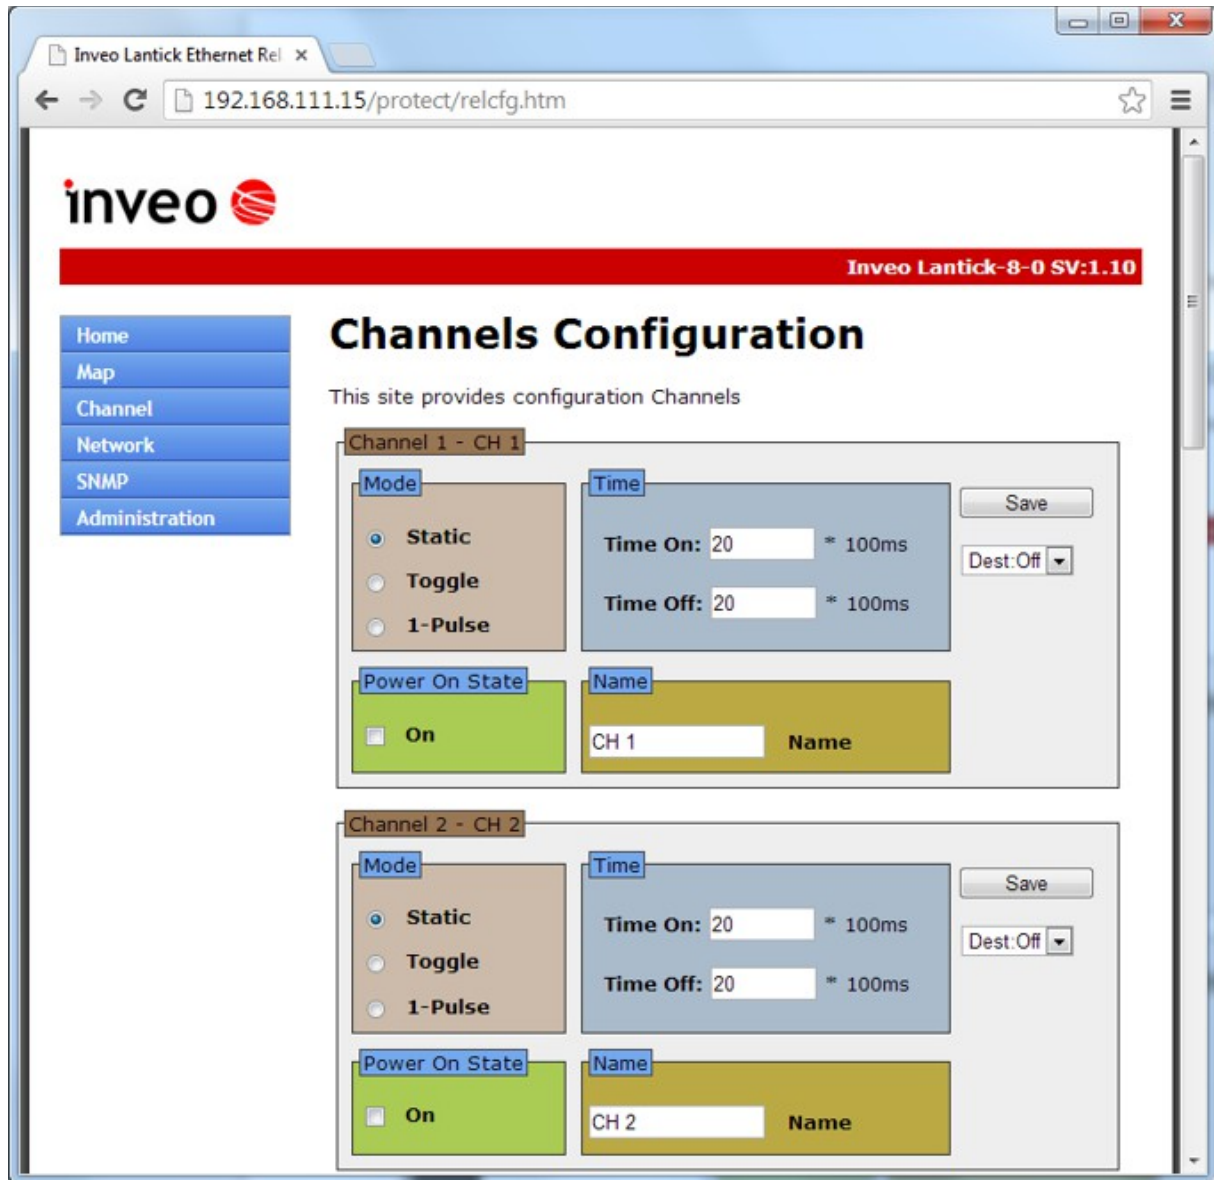 Inveo Lantick Ethernet Rel
192.168.111.15/protect/relcfg.htm
inveo
Inveo Lantick-8-0 SV:1.10
Home
Map
Channel
Network
SNMP
Administration
Channels Configuration
This site provides configuration Channels
Channel 1 - CH 1
Mode
Static
Toggle
1-Pulse
Time
Time On: 20 * 100ms
Time Off: 20 * 100ms
Save
Dest:Off
Power On State
On
Name
CH 1 Name
Channel 2 - CH 2
Mode
Static
Toggle
1-Pulse
Time
Time On: 20 * 100ms
Time Off: 20 * 100ms
Save
Dest:Off
Power On State
On
Name
CH 2 Name